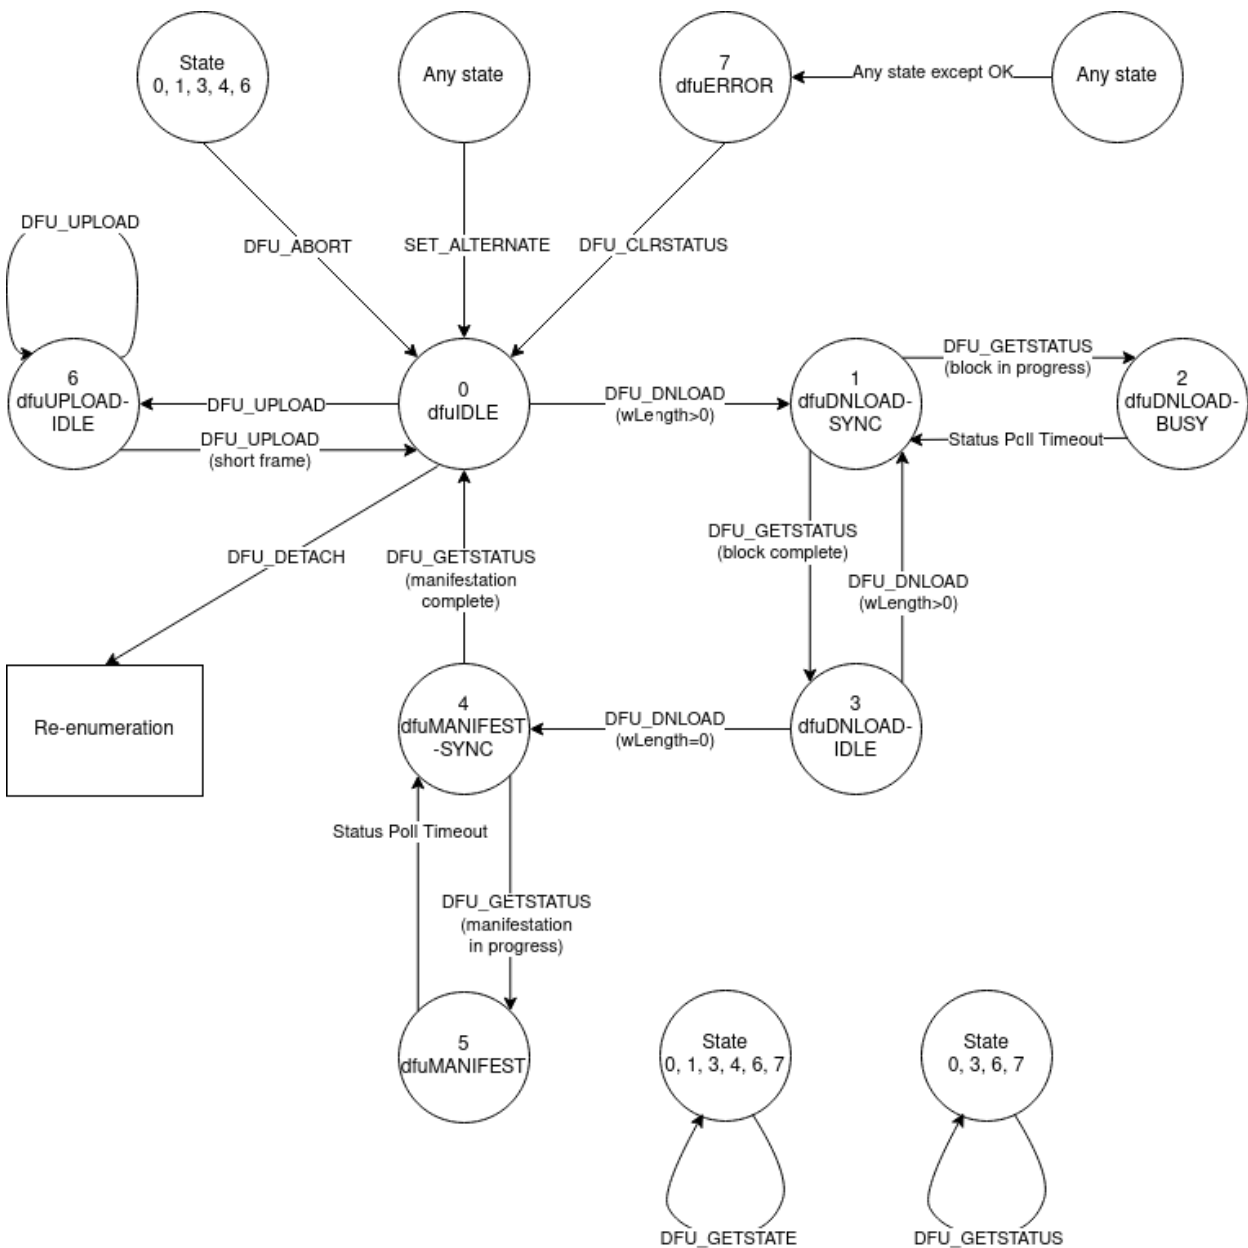 State
0, 1, 3, 4, 6
Any state
7
dfuERROR
Any state except OK
Any state
DFU_UPLOAD
DFU_ABORT
SET_ALTERNATE
DFU_CLRSTATUS
6
dfuUPLOAD-
IDLE
DFU_UPLOAD
DFU_UPLOAD
(short frame)
0
dfuIDLE
DFU_DNLOAD
(wLength>0)
1
dfuDNLOAD-
SYNC
DFU_GETSTATUS
(block in progress)
Status Poll Timeout
2
dfuDNLOAD-
BUSY
DFU_DETACH
DFU_GETSTATUS
(manifestation
complete)
DFU_GETSTATUS
(block complete)
DFU_DNLOAD
(wLength>0)
Re-enumeration
4
dfuMANIFEST
-SYNC
DFU_DNLOAD
(wLength=0)
3
dfuDNLOAD-
IDLE
Status Poll Timeout
DFU_GETSTATUS
(manifestation
in progress)
5
dfuMANIFEST
State
0, 1, 3, 4, 6, 7
State
0, 3, 6, 7
DFU_GETSTATE
DFU_GETSTATUS